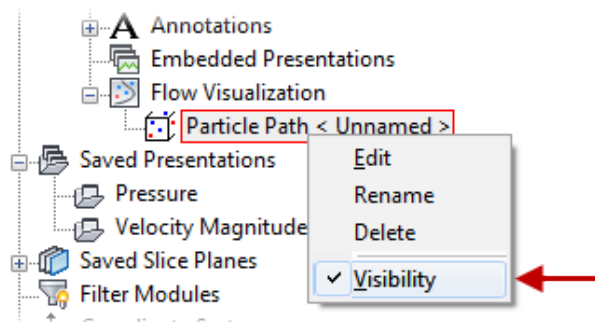 Annotations
Embedded Presentations
Flow Visualization
Particle Path < Unnamed >
Edit
Saved Presentations
Rename
Pressure
Delete
Velocity Magnitude
Saved Slice Planes
Visibility
Filter Modules